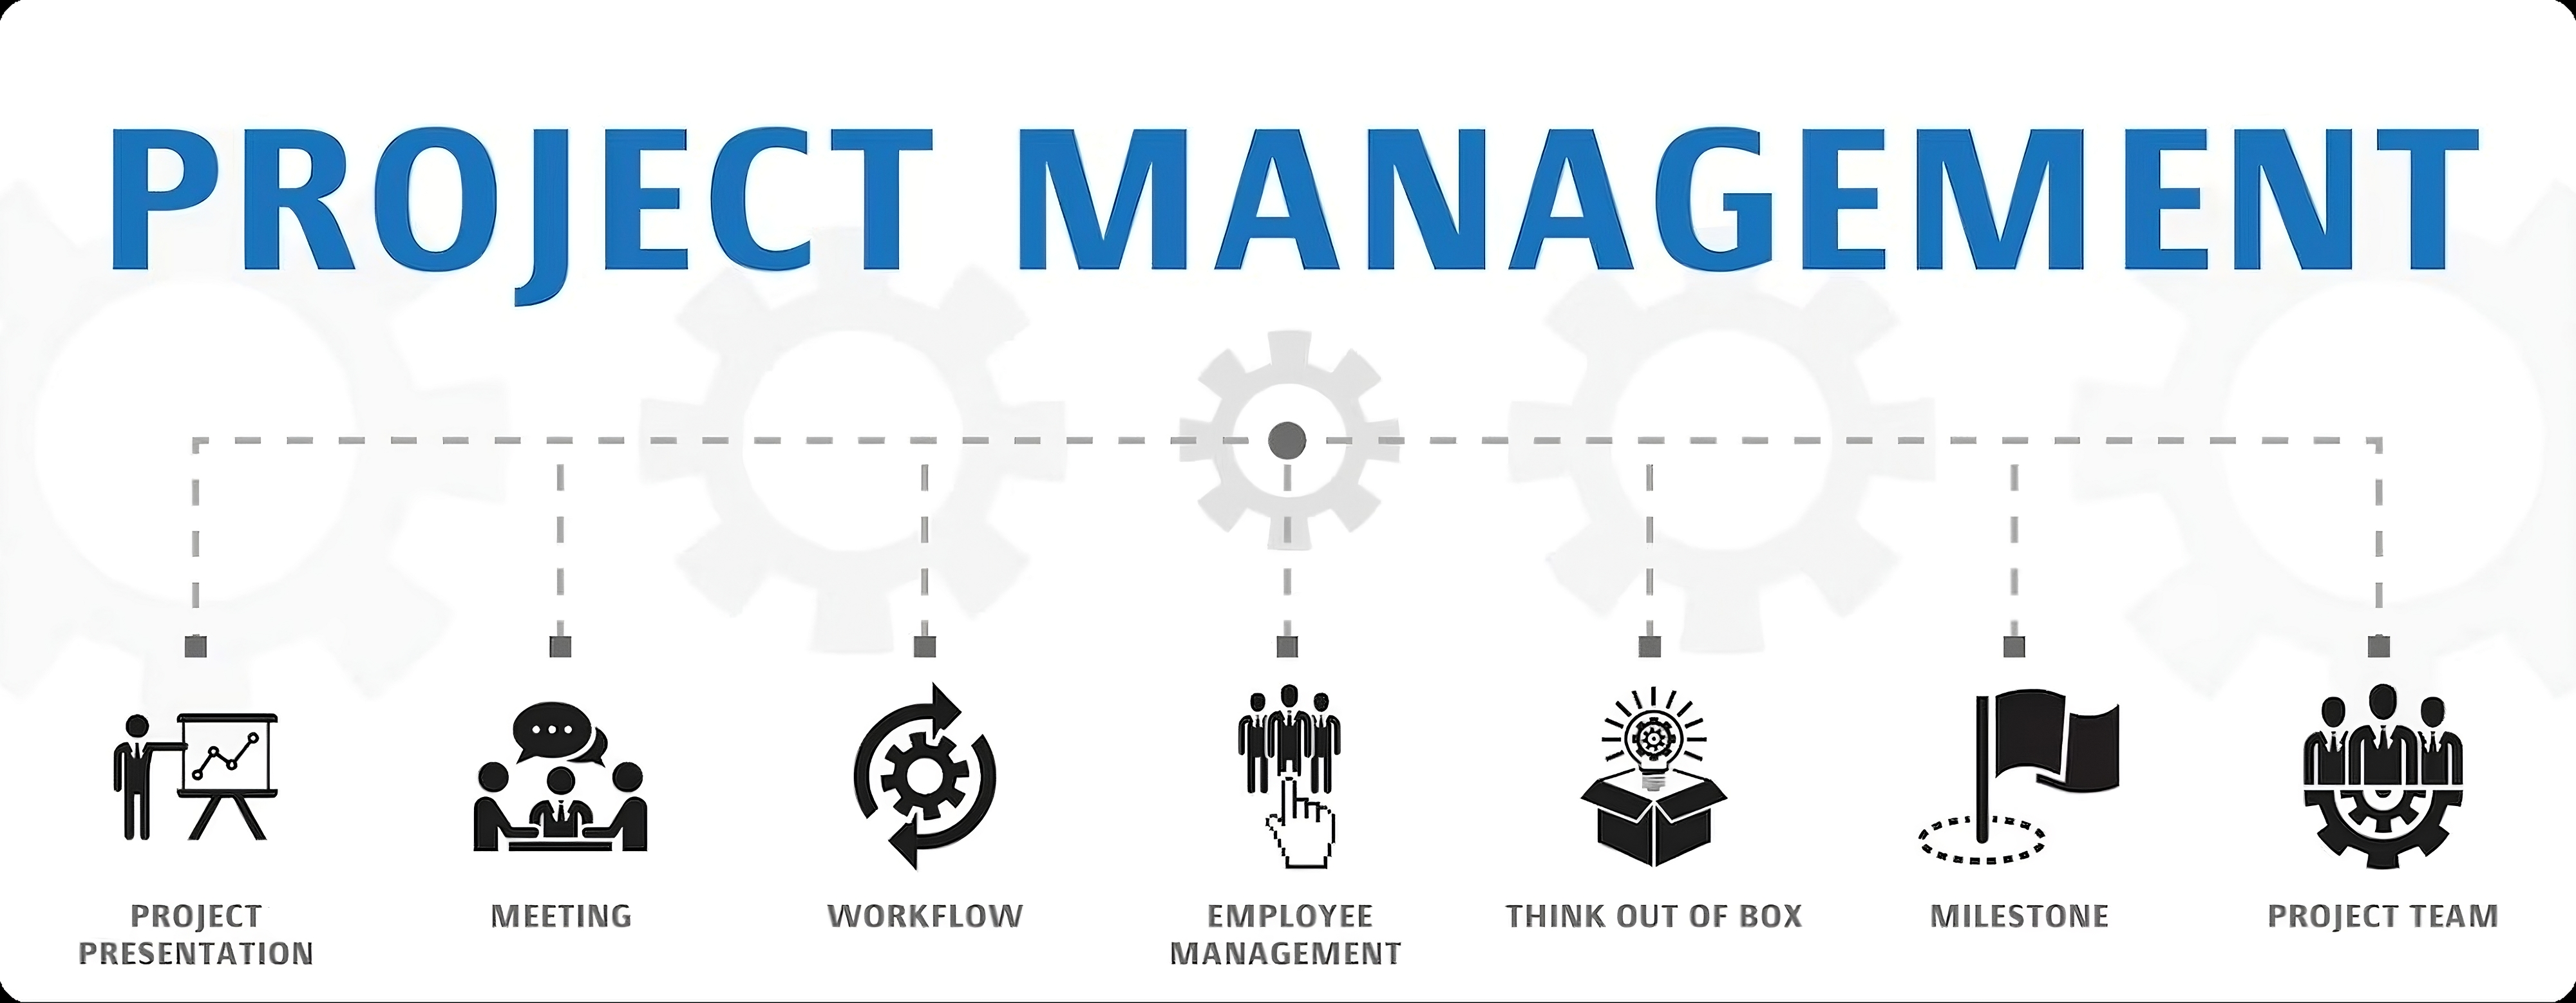 PROJECT MANAGEMENT
PROJECT
PRESENTATION
MEETING
WORKFLOW
EMPLOYEE
MANAGEMENT
THINK OUT OF BOX
MILESTONE
PROJECT TEAM